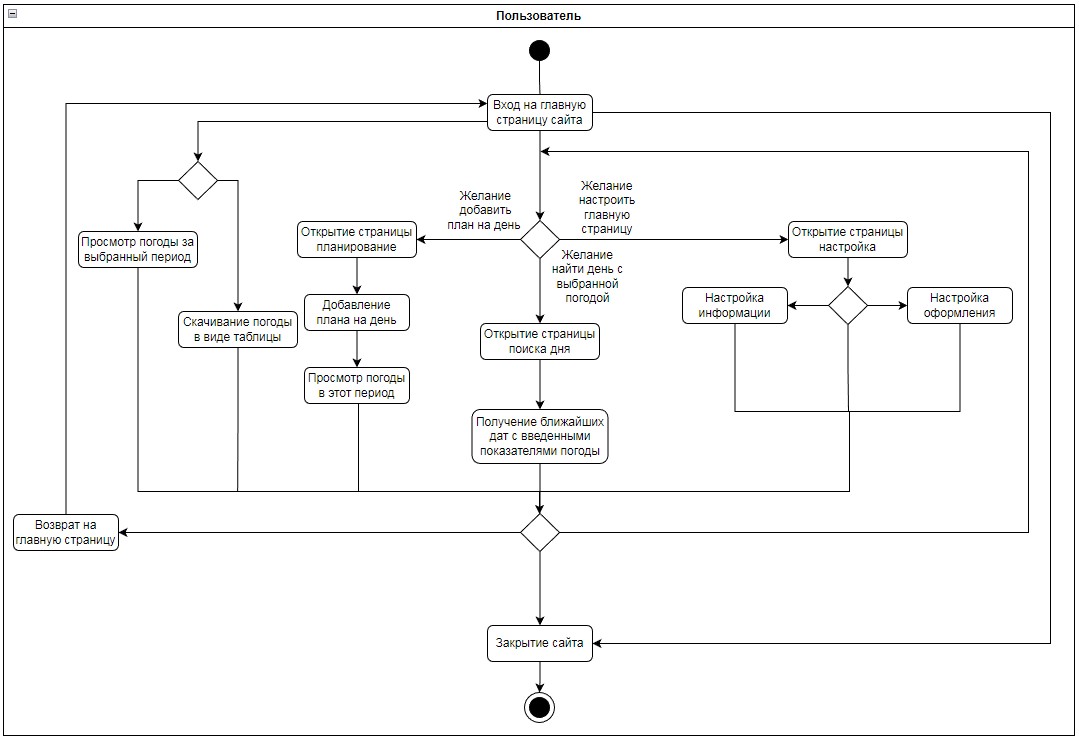 Пользователь
Вход на главную
страницу сайта
Желание
добавить
план на день
Желание
настроить
главную
страницу
Просмотр погоды за
выбранный период
Открытие страницы
планирование
Открытие страницы
настройка
Желание
найти день с
выбранной
погодой
Скачивание погоды
в виде таблицы
Добавление
плана на день
Настройка
информации
Настройка
оформления
Открытие страницы
поиска дня
Просмотр погоды
в этот период
Получение ближайших
дат с введенными
показателями погоды
Возврат на
главную страницу
Закрытие сайта